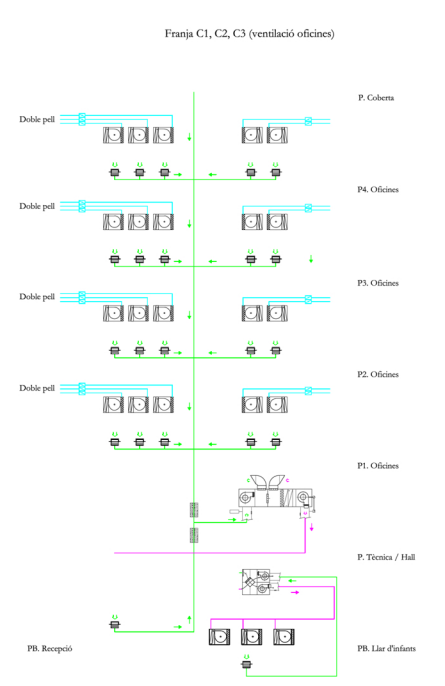 Franja C1, C2, C3 (ventilació oficines)
P. Coberta
Doble pell
P4. Oficines
Doble pell
P3. Oficines
Doble pell
P2. Oficines
Doble pell
P1. Oficines
P. Tècnica / Hall
PB. Recepció
PB. Llar d'infants